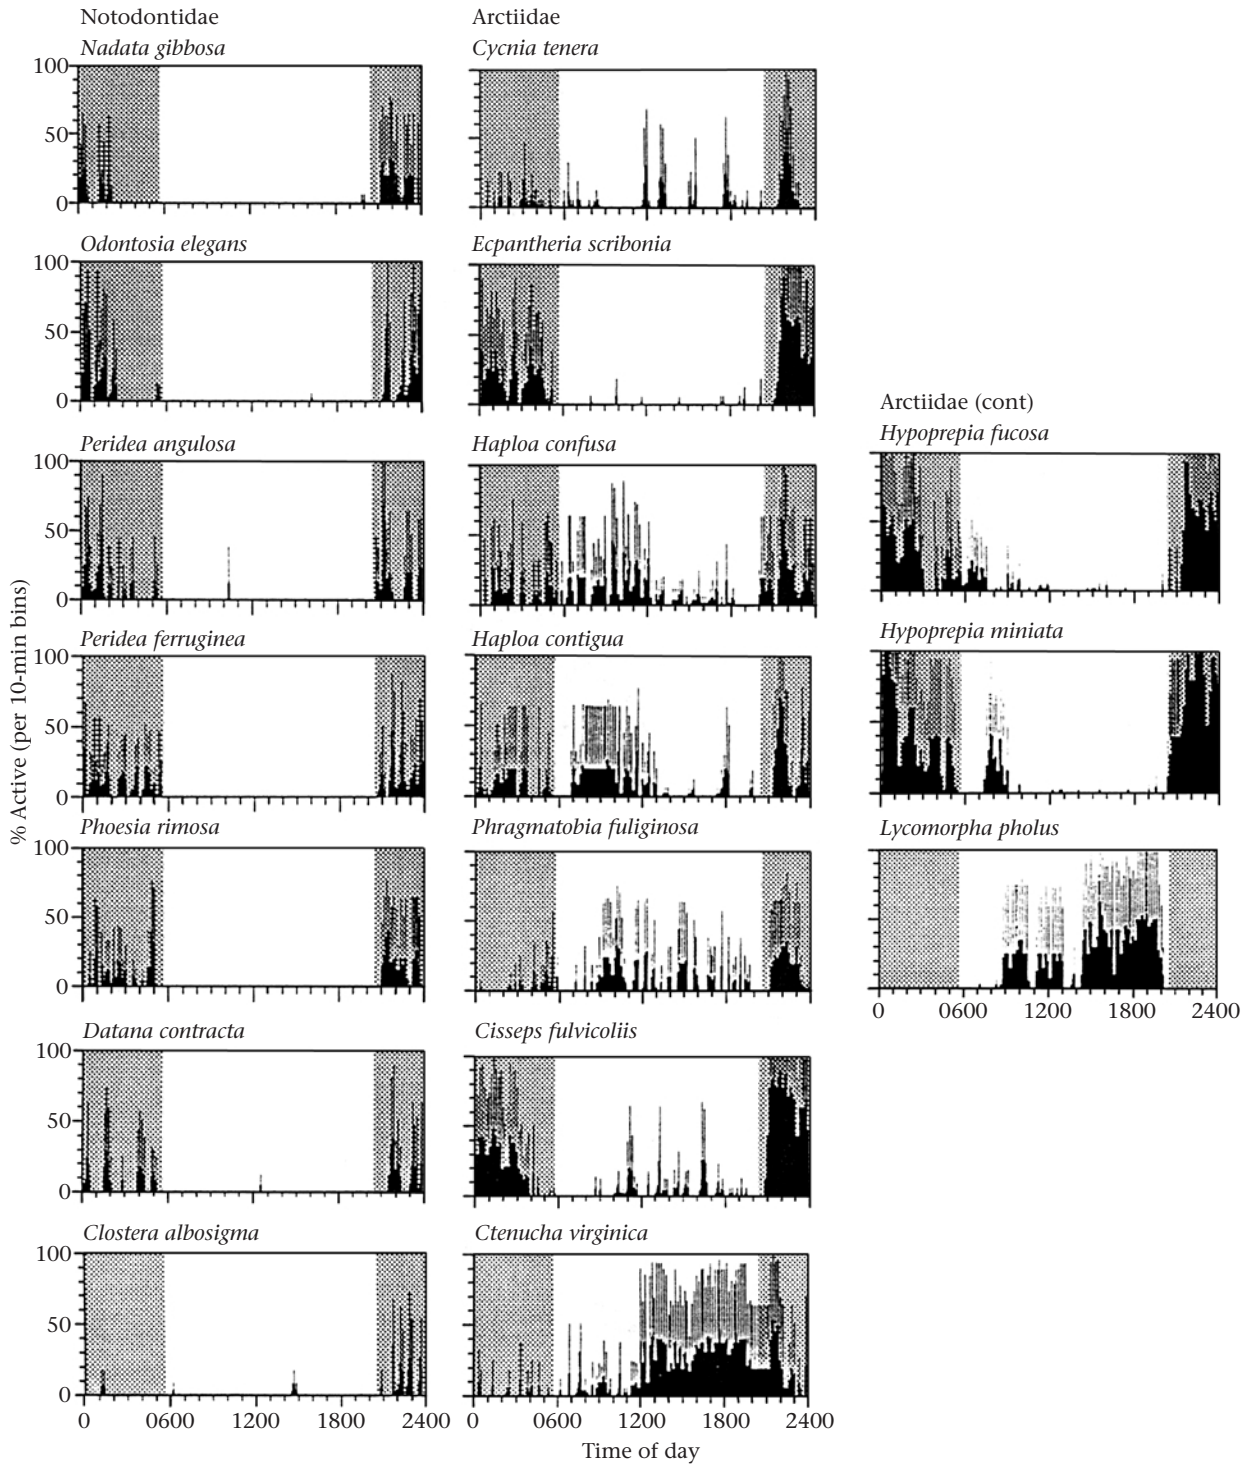 Notodontidae
Nadata gibbosa
100
50
0
Odontosia elegans
100
50
0
Peridea angulosa
100
50
0
Peridea ferruginea
100
50
0
Phoesia rimosa
100
50
0
Datana contracta
100
50
0
Clostera albosigma
100
50
0
0 0600 1200 1800 2400
% Active (per 10-min bins)
Arctiidae
Cycnia tenera
Ecpantheria scribonia
Haploa confusa
Haploa contigua
Phragmatobia fuliginosa
Cisseps fulvicoliis
Ctenucha virginica
0 0600 1200 1800 2400
Time of day
Arctiidae (cont)
Hypoprepia fucosa
Hypoprepia miniata
Lycomorpha pholus
0 0600 1200 1800 2400